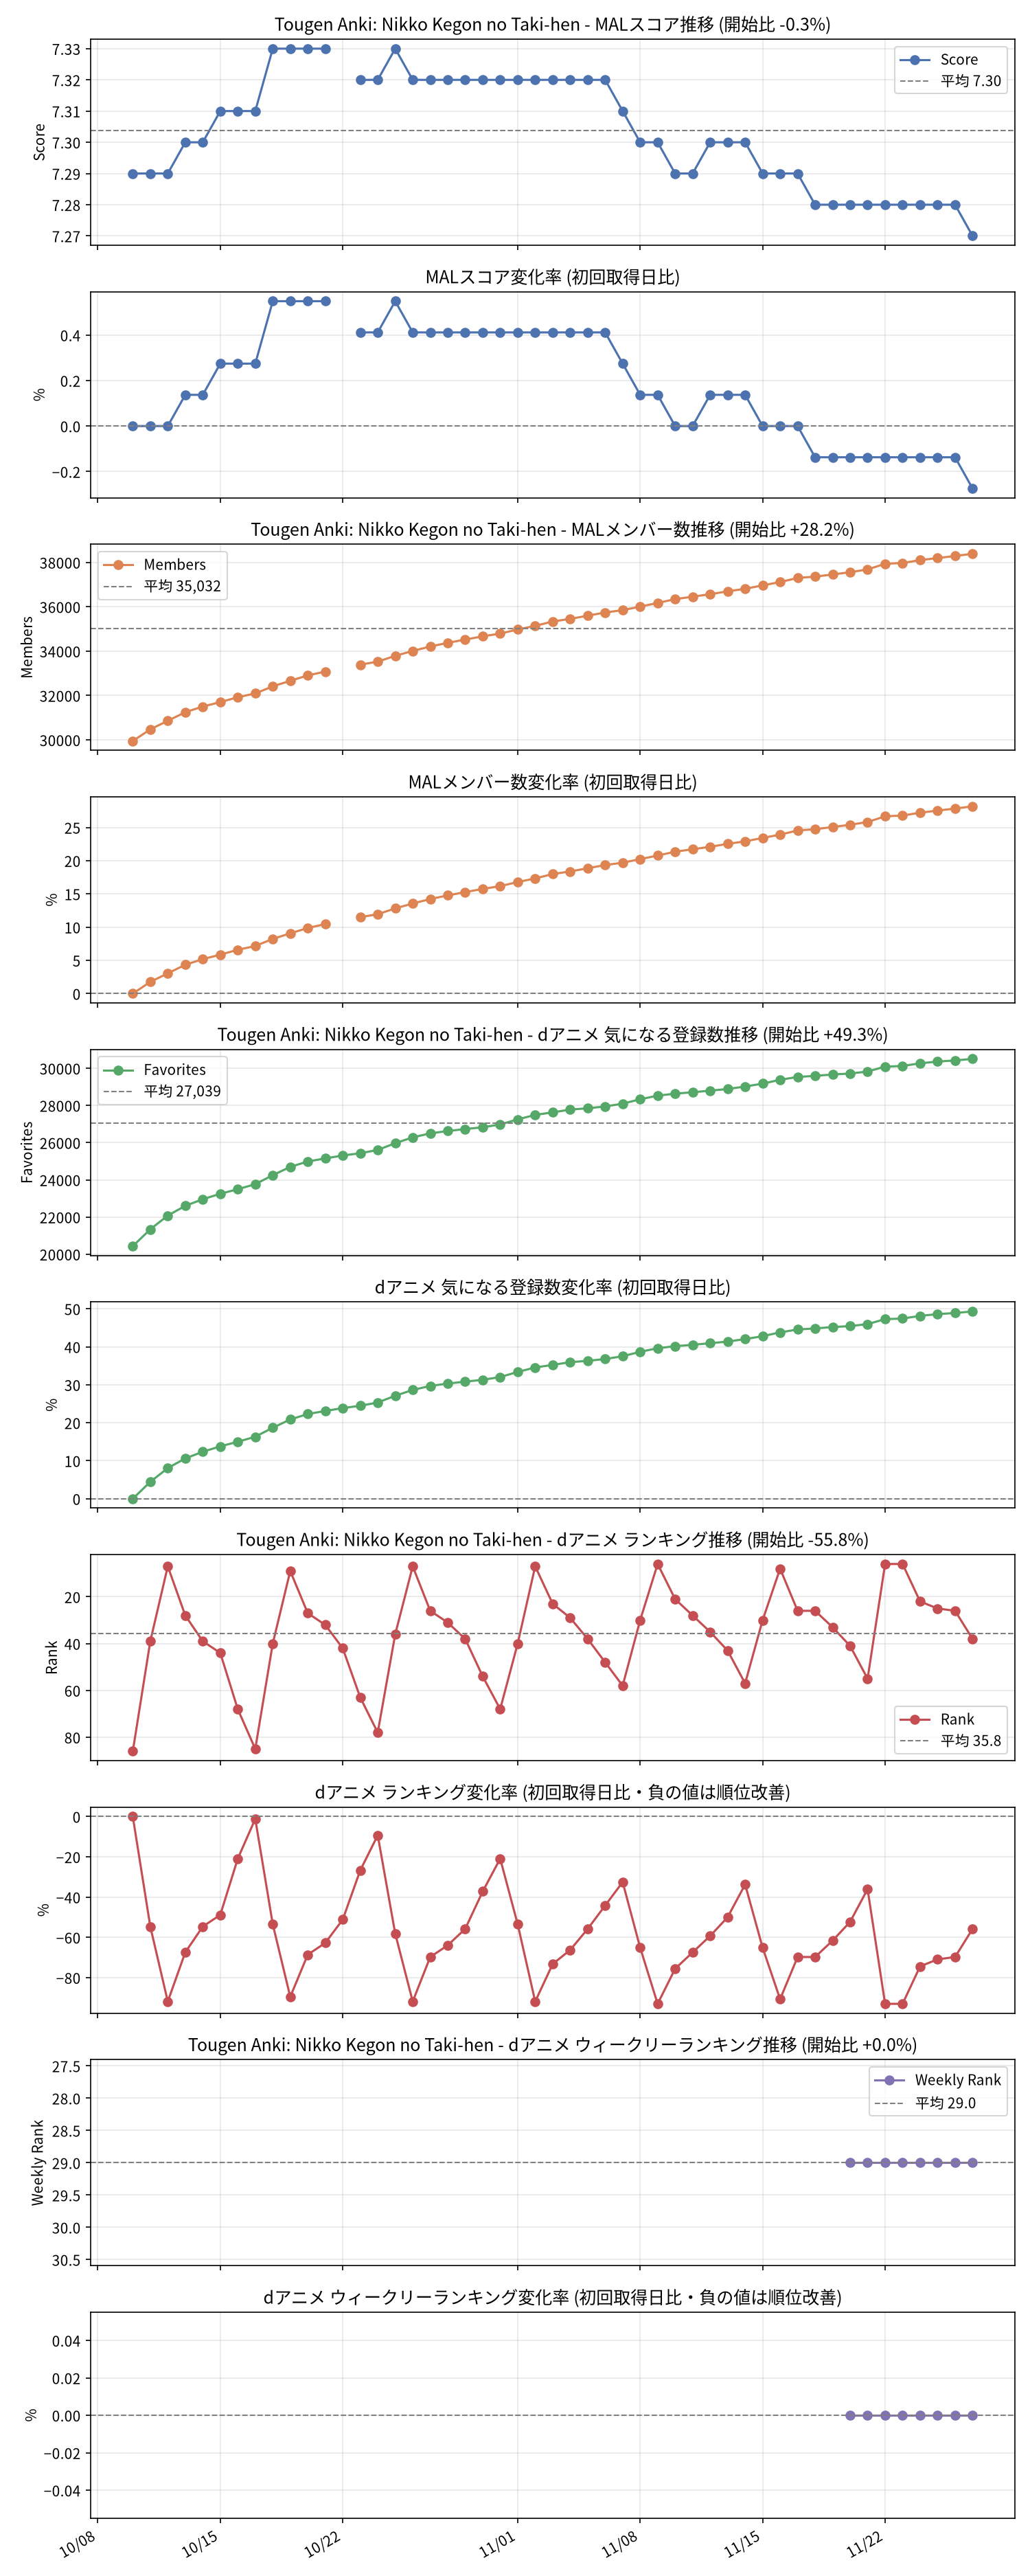 Tougen Anki: Nikko Kegon no Taki-hen - MALスコア推移 (開始比 -0.3%)
7.33
7.32
7.31
7.30
7.29
7.28
7.27
Score
Score
平均 7.30
MALスコア変化率 (初回取得日比)
0.4
0.2
0.0
−0.2
%
Tougen Anki: Nikko Kegon no Taki-hen - MALメンバー数推移 (開始比 +28.2%)
38000
36000
34000
32000
30000
Members
Members
平均 35,032
MALメンバー数変化率 (初回取得日比)
25
20
15
10
5
0
%
Tougen Anki: Nikko Kegon no Taki-hen - dアニメ 気になる登録数推移 (開始比 +49.3%)
30000
28000
26000
24000
22000
20000
Favorites
Favorites
平均 27,039
dアニメ 気になる登録数変化率 (初回取得日比)
50
40
30
20
10
0
%
Tougen Anki: Nikko Kegon no Taki-hen - dアニメ ランキング推移 (開始比 -55.8%)
20
40
60
80
Rank
Rank
平均 35.8
dアニメ ランキング変化率 (初回取得日比・負の値は順位改善)
0
−20
−40
−60
−80
%
Tougen Anki: Nikko Kegon no Taki-hen - dアニメ ウィークリーランキング推移 (開始比 +0.0%)
27.5
28.0
28.5
29.0
29.5
30.0
30.5
Weekly Rank
Weekly Rank
平均 29.0
dアニメ ウィークリーランキング変化率 (初回取得日比・負の値は順位改善)
0.04
0.02
0.00
−0.02
−0.04
%
10/08
10/15
10/22
11/01
11/08
11/15
11/22